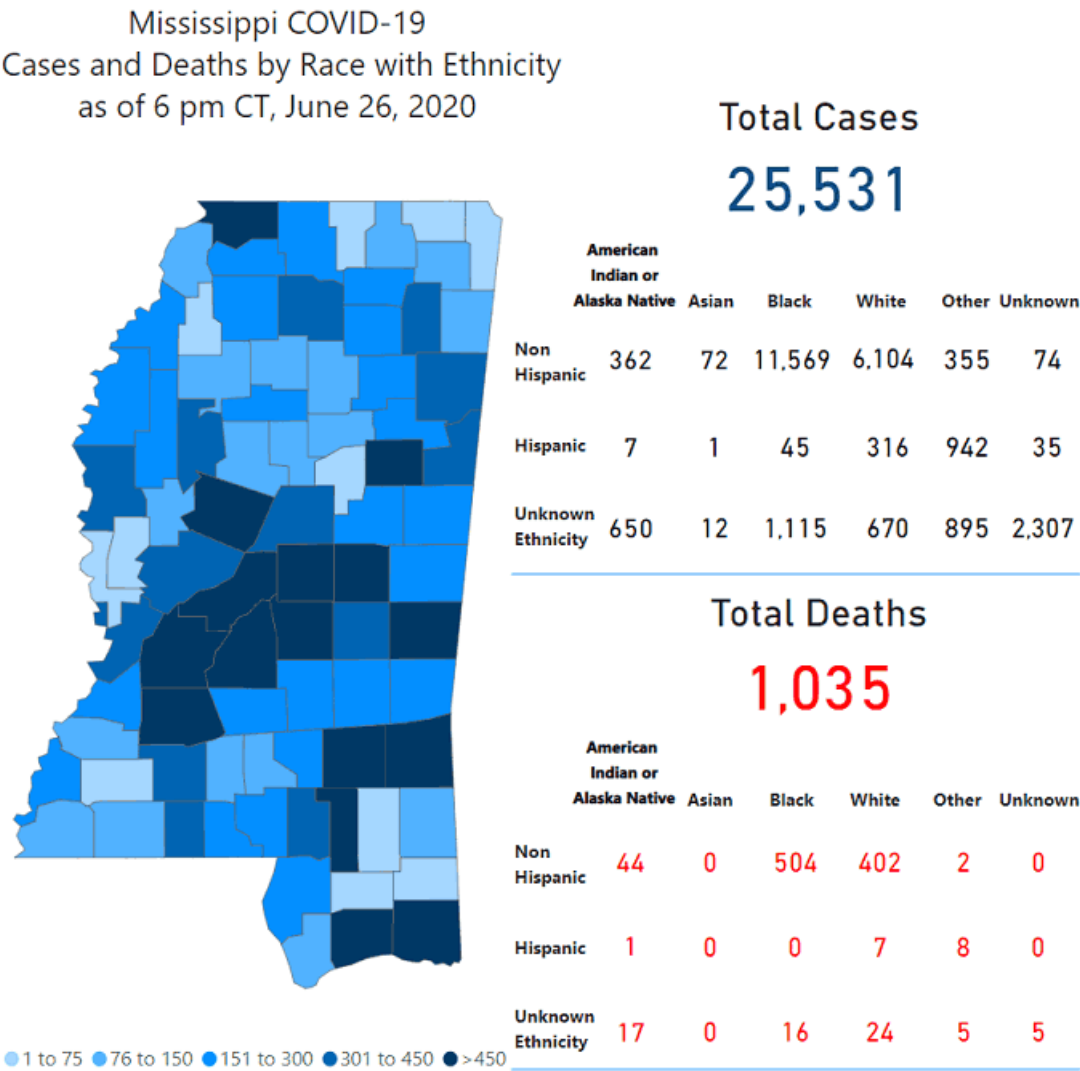 Mississippi COVID-19
Cases and Deaths by Race with Ethnicity
as of 6 pm CT, June 26, 2020
Total Cases
25,531
American
Indian or
Alaska Native Asian Black White Other Unknown
Non
Hispanic 362 72 11,569 6,104 355 74
Hispanic 7 1 45 316 942 35
Unknown
Ethnicity 650 12 1,115 670 895 2,307
Total Deaths
1,035
American
Indian or
Alaska Native Asian Black White Other Unknown
Non
Hispanic 44 0 504 402 2 0
Hispanic 1 0 0 7 8 0
Unknown
Ethnicity 17 0 16 24 5 5
1 to 75 76 to 150 151 to 300 301 to 450 >450